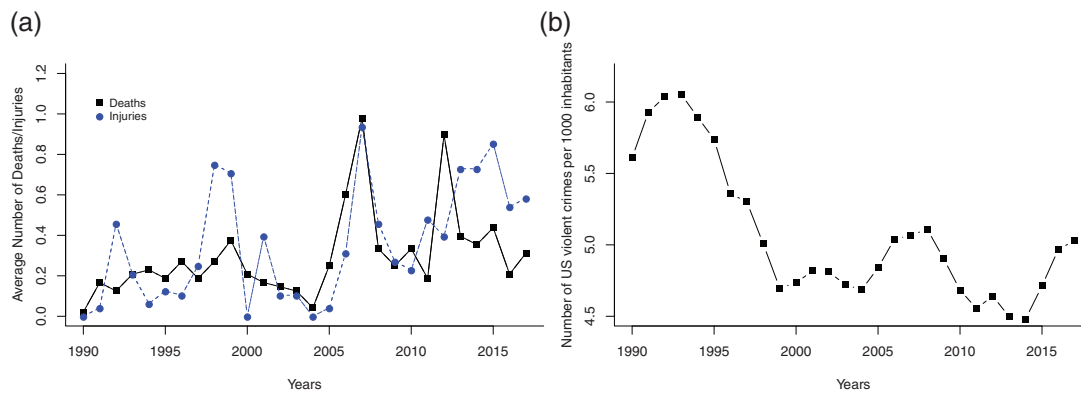 (a)
Average Number of Deaths/Injuries
1.2
1.0
0.8
0.6
0.4
0.2
0.0
Deaths
Injuries
1990 1995 2000 2005 2010 2015
Years
(b)
Number of US violent crimes per 1000 inhabitants
6.0
5.5
5.0
4.5
1990 1995 2000 2005 2010 2015
Years